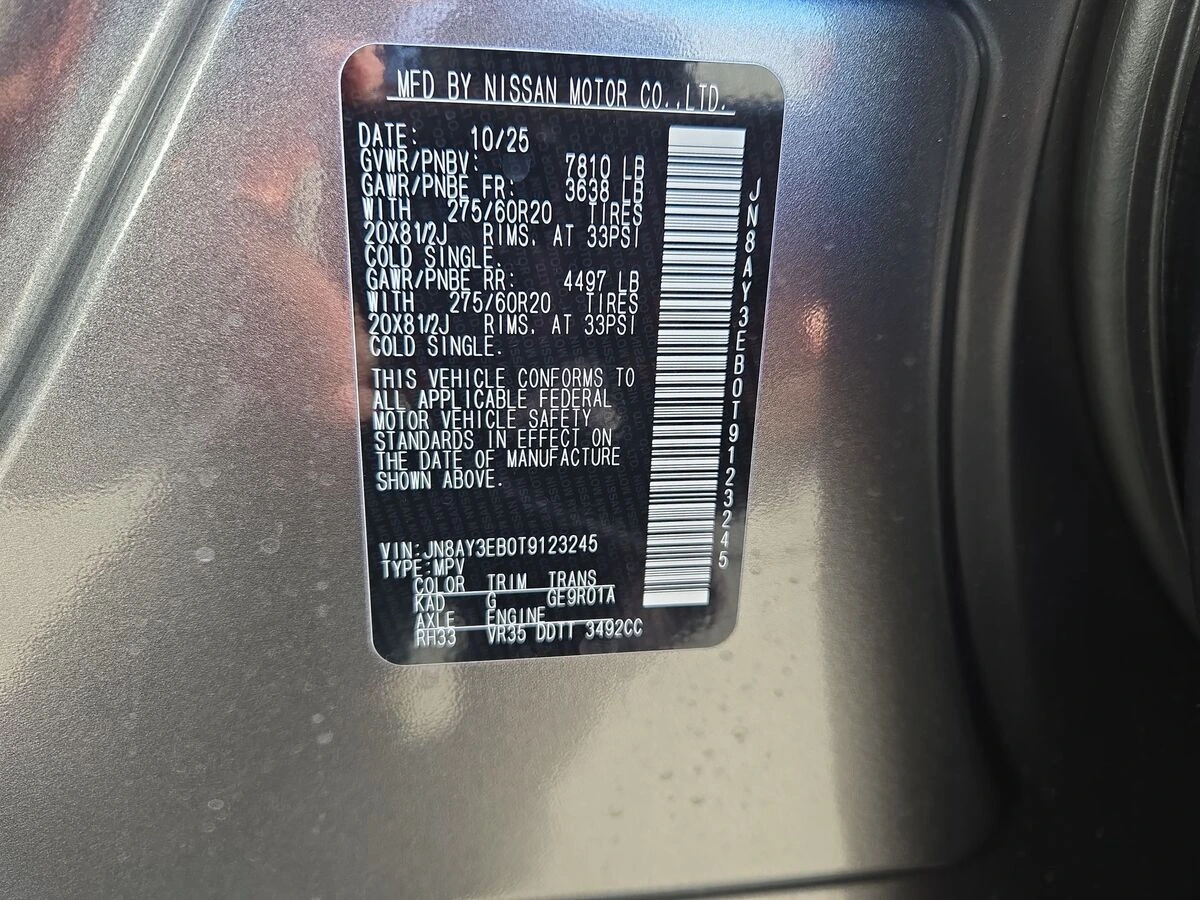 MFD BY NISSAN MOTOR CO.,LTD.
DATE: 10/25
GVWR/PNBV: 7810 LB
GAWR/PNBE FR: 3638 LB
WITH 275/60R20 TIRES
20X81/2J RIMS. AT 33PSI
COLD SINGLE.
GAWR/PNBE RR: 4497 LB
WITH 275/60R20 TIRES
20X81/2J RIMS. AT 33PSI
COLD SINGLE.
THIS VEHICLE CONFORMS TO
ALL APPLICABLE FEDERAL
MOTOR VEHICLE SAFETY
STANDARDS IN EFFECT ON
THE DATE OF MANUFACTURE
SHOWN ABOVE.
VIN:JN8AY3EB0T9123245
TYPE:MPV
COLOR TRIM TRANS
KAD G GE9R01A
AXLE ENGINE
RH33 VR35 DDTT 3492CC
JN8AY3EB0T9123245